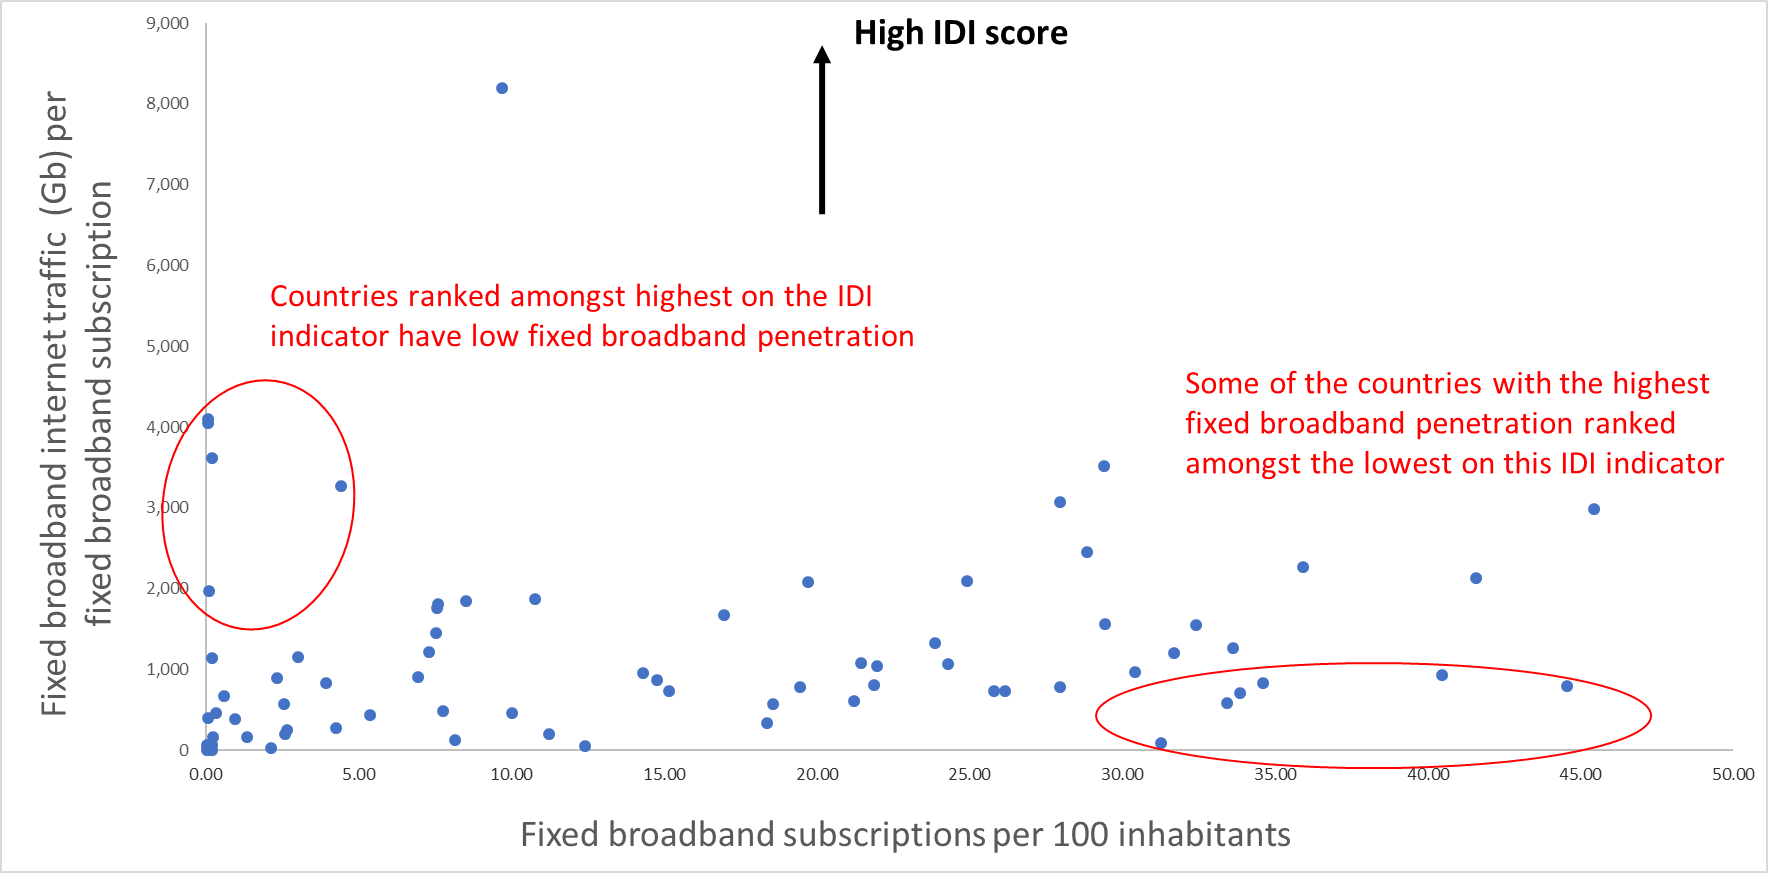 High IDI score
Countries ranked amongst highest on the IDI
indicator have low fixed broadband penetration
Some of the countries with the highest
fixed broadband penetration ranked
amongst the lowest on this IDI indicator
Fixed broadband internet traffic (Gb) per
fixed broadband subscription
9,000
8,000
7,000
6,000
5,000
4,000
3,000
2,000
1,000
0
0.00 5.00 10.00 15.00 20.00 25.00 30.00 35.00 40.00 45.00 50.00
Fixed broadband subscriptions per 100 inhabitants